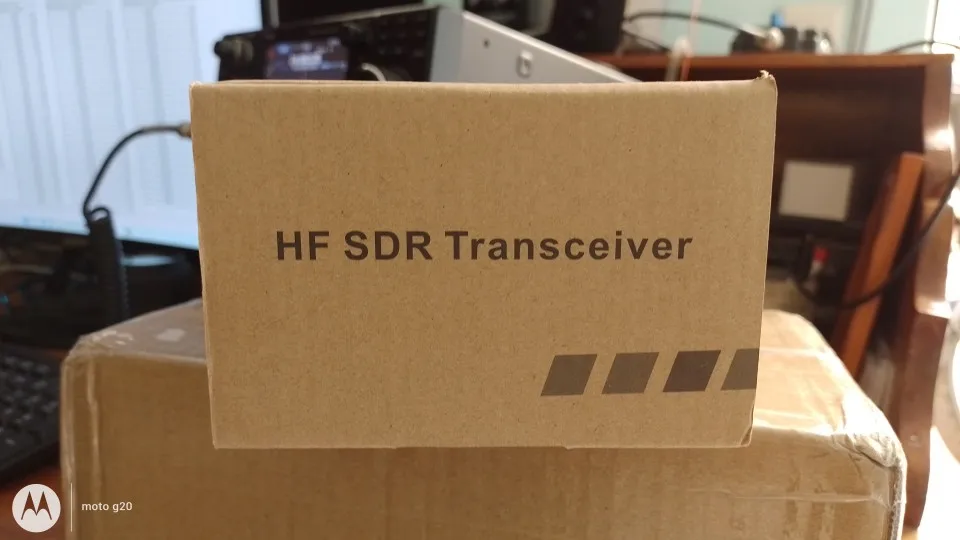 HF SDR Transceiver
moto g20